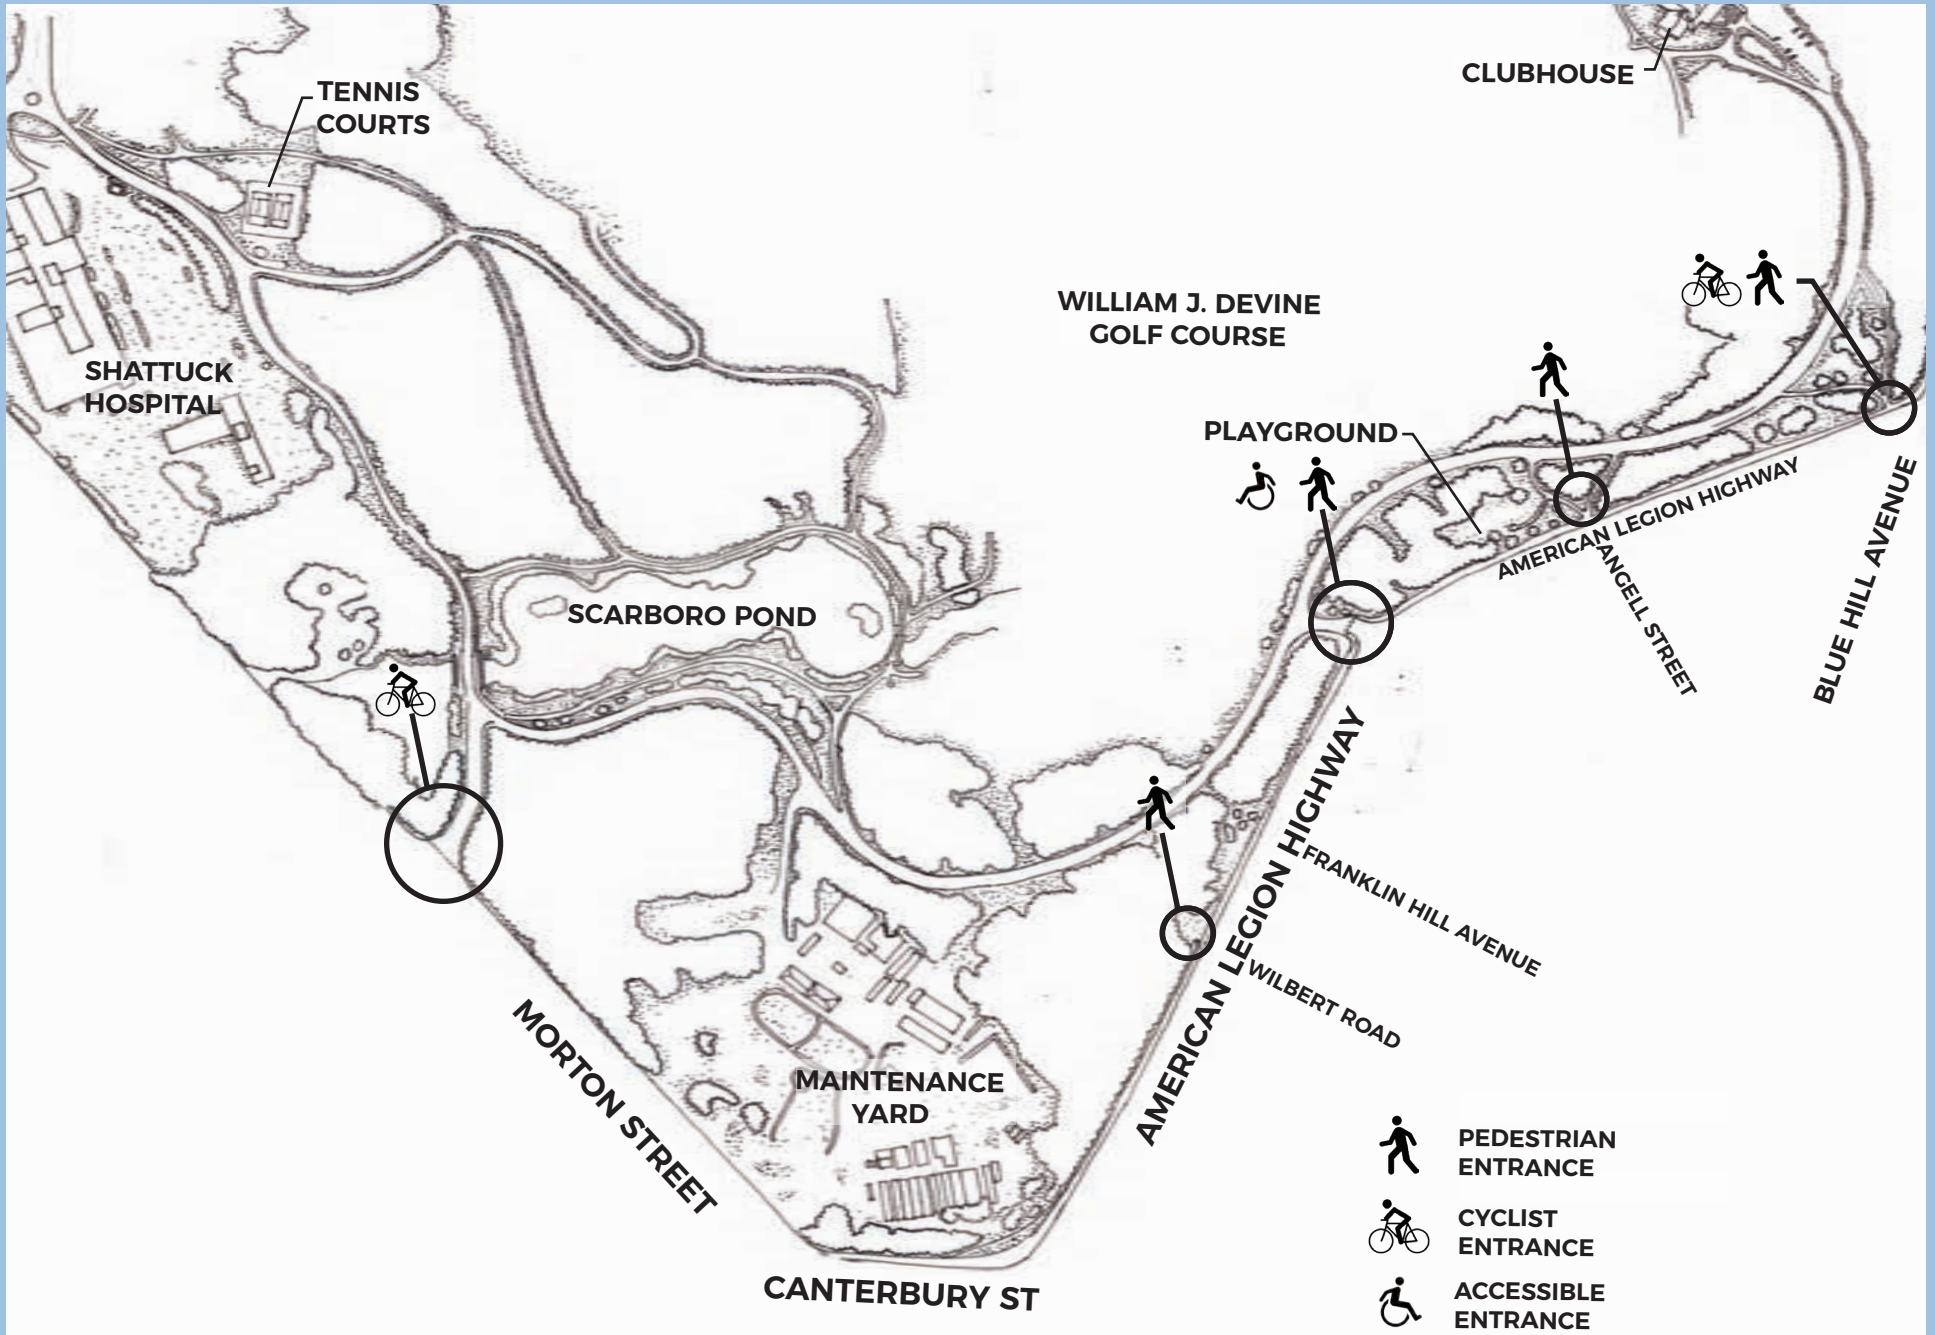 TENNIS
COURTS
CLUBHOUSE
WILLIAM J. DEVINE
GOLF COURSE
SHATTUCK
HOSPITAL
PLAYGROUND
AMERICAN LEGION HIGHWAY
ANGELL STREET
BLUE HILL AVENUE
SCARBORO POND
AMERICAN LEGION HIGHWAY
FRANKLIN HILL AVENUE
WILBERT ROAD
MORTON STREET
MAINTENANCE
YARD
CANTERBURY ST
PEDESTRIAN
ENTRANCE
CYCLIST
ENTRANCE
ACCESSIBLE
ENTRANCE